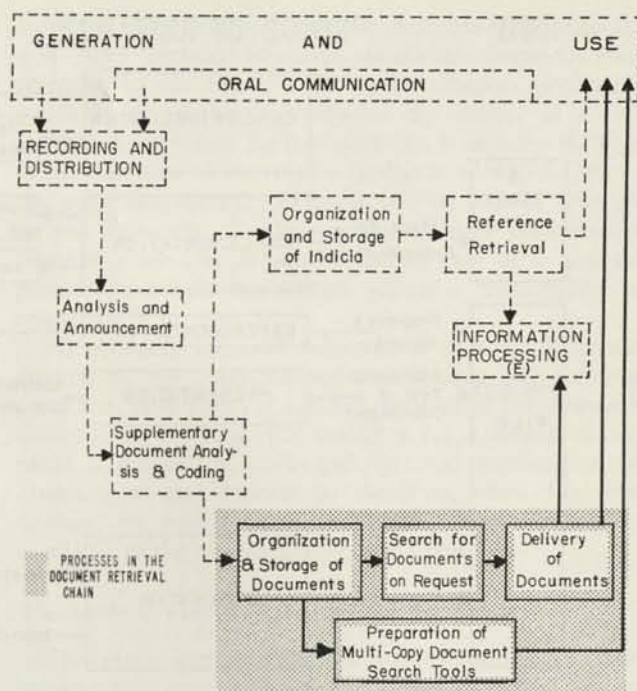 GENERATION AND USE
ORAL COMMUNICATION
RECORDING AND
DISTRIBUTION
Organization
and Storage
of Indicia
Reference
Retrieval
Analysis and
Announcement
INFORMATION
PROCESSING
(E)
Supplementary
Document Analy-
sis & Coding
PROCESSES IN THE
DOCUMENT RETRIEVAL
CHAIN
Organization
& Storage of
Documents
Search for
Documents
on Request
Delivery
of
Documents
Preparation of
Multi-Copy Document
Search Tools